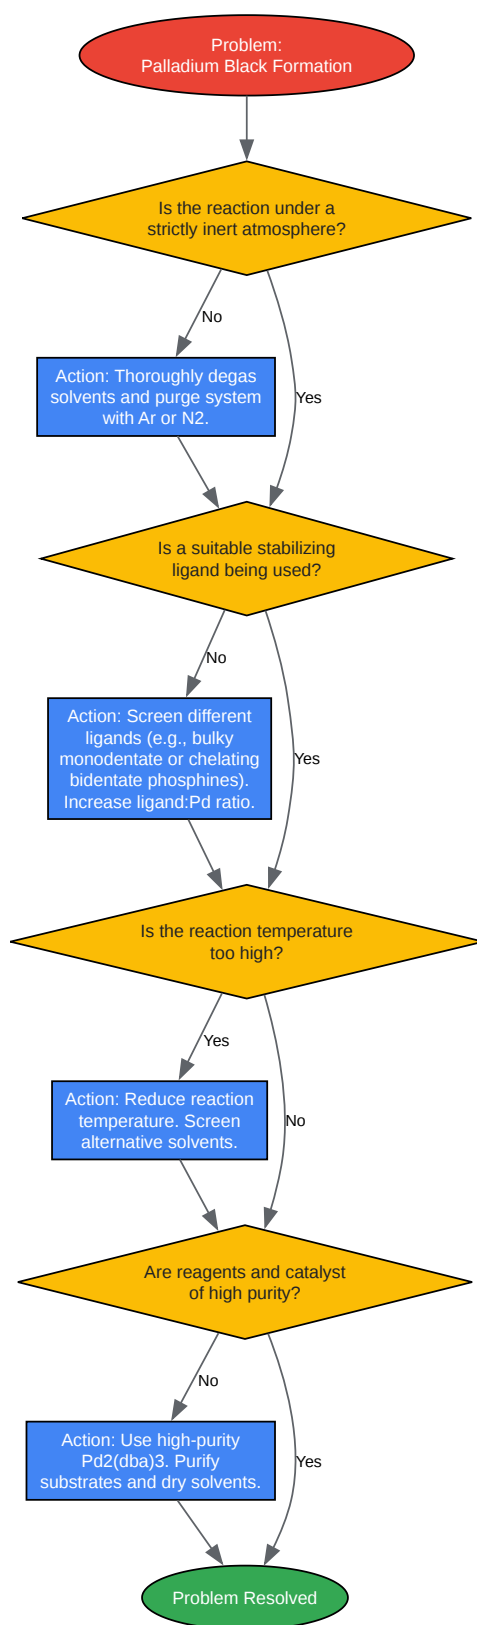 Problem:
Palladium Black Formation
Is the reaction under a
strictly inert atmosphere?
No
Yes
Action: Thoroughly degas
solvents and purge system
with Ar or N2.
Is a suitable stabilizing
ligand being used?
No
Yes
Action: Screen different
ligands (e.g., bulky
monodentate or chelating
bidentate phosphines).
Increase ligand:Pd ratio.
Is the reaction temperature
too high?
Yes
No
Action: Reduce reaction
temperature. Screen
alternative solvents.
Are reagents and catalyst
of high purity?
No
Yes
Action: Use high-purity
Pd2(dba)3. Purify
substrates and dry solvents.
Problem Resolved